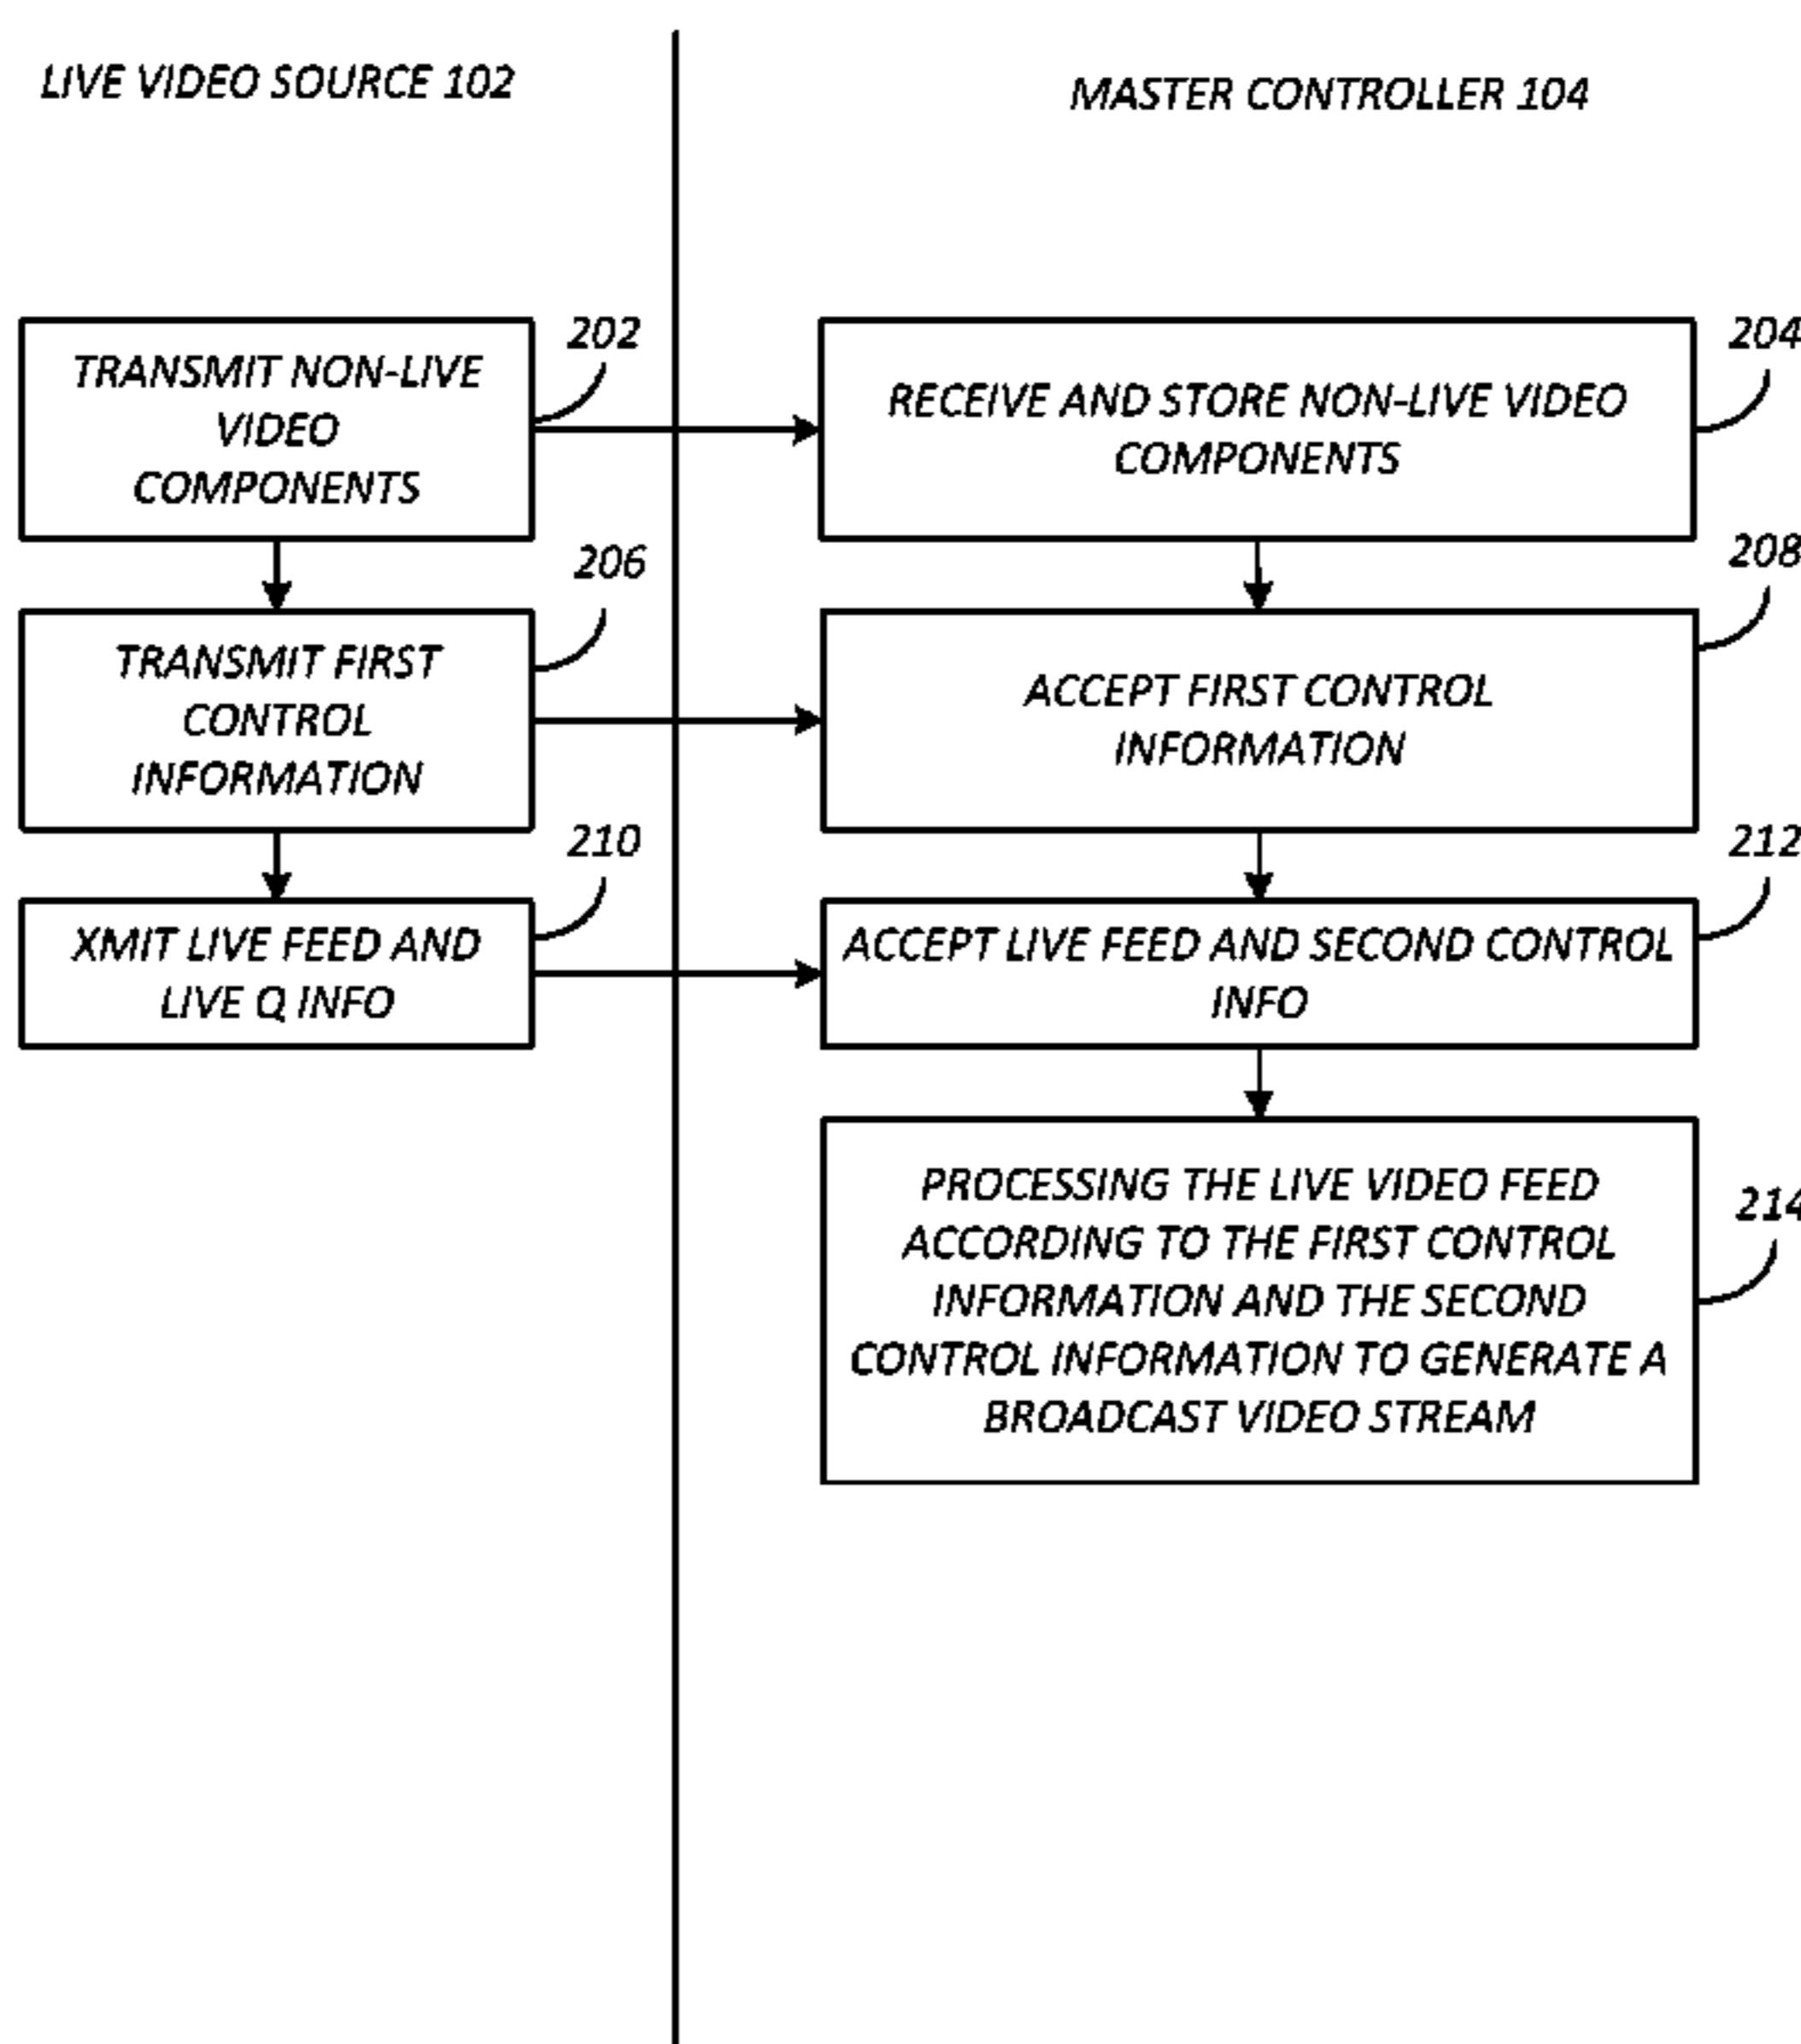 LIVE VIDEO SOURCE 102
MASTER CONTROLLER 104
TRANSMIT NON-LIVE
VIDEO
COMPONENTS
202
RECEIVE AND STORE NON-LIVE VIDEO
COMPONENTS
204
TRANSMIT FIRST
CONTROL
INFORMATION
206
ACCEPT FIRST CONTROL
INFORMATION
208
XMIT LIVE FEED AND
LIVE Q INFO
210
ACCEPT LIVE FEED AND SECOND CONTROL
INFO
212
PROCESSING THE LIVE VIDEO FEED
ACCORDING TO THE FIRST CONTROL
INFORMATION AND THE SECOND
CONTROL INFORMATION TO GENERATE A
BROADCAST VIDEO STREAM
214